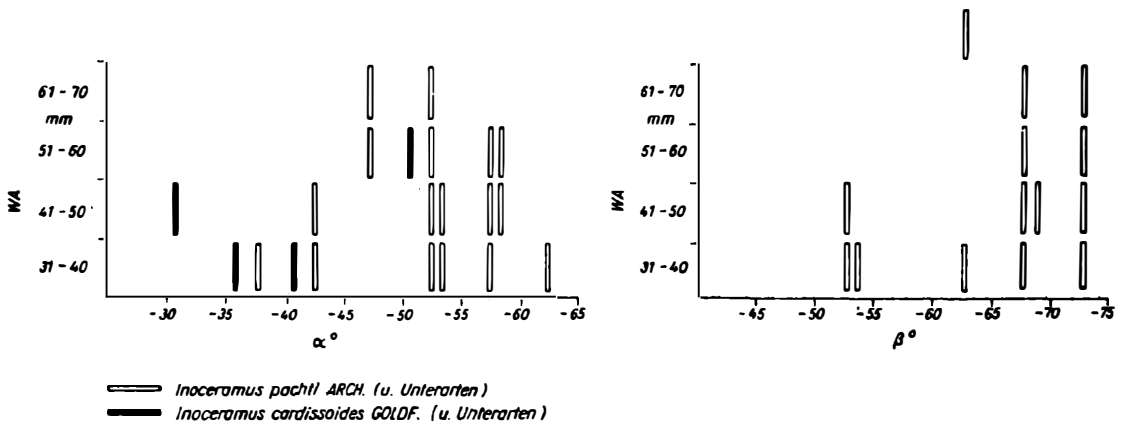 61-70
mm
51-60
41-50
31-40
WA
-30 -35 -40 -45 -50 -55 -60 -65
α°
61-70
mm
51-60
41-50
31-40
WA
-45 -50 -55 -60 -65 -70 -75
β°
Inoceramus pachti ARCH. (u. Unterarten)
Inoceramus cardissoides GOLDF. (u. Unterarten)